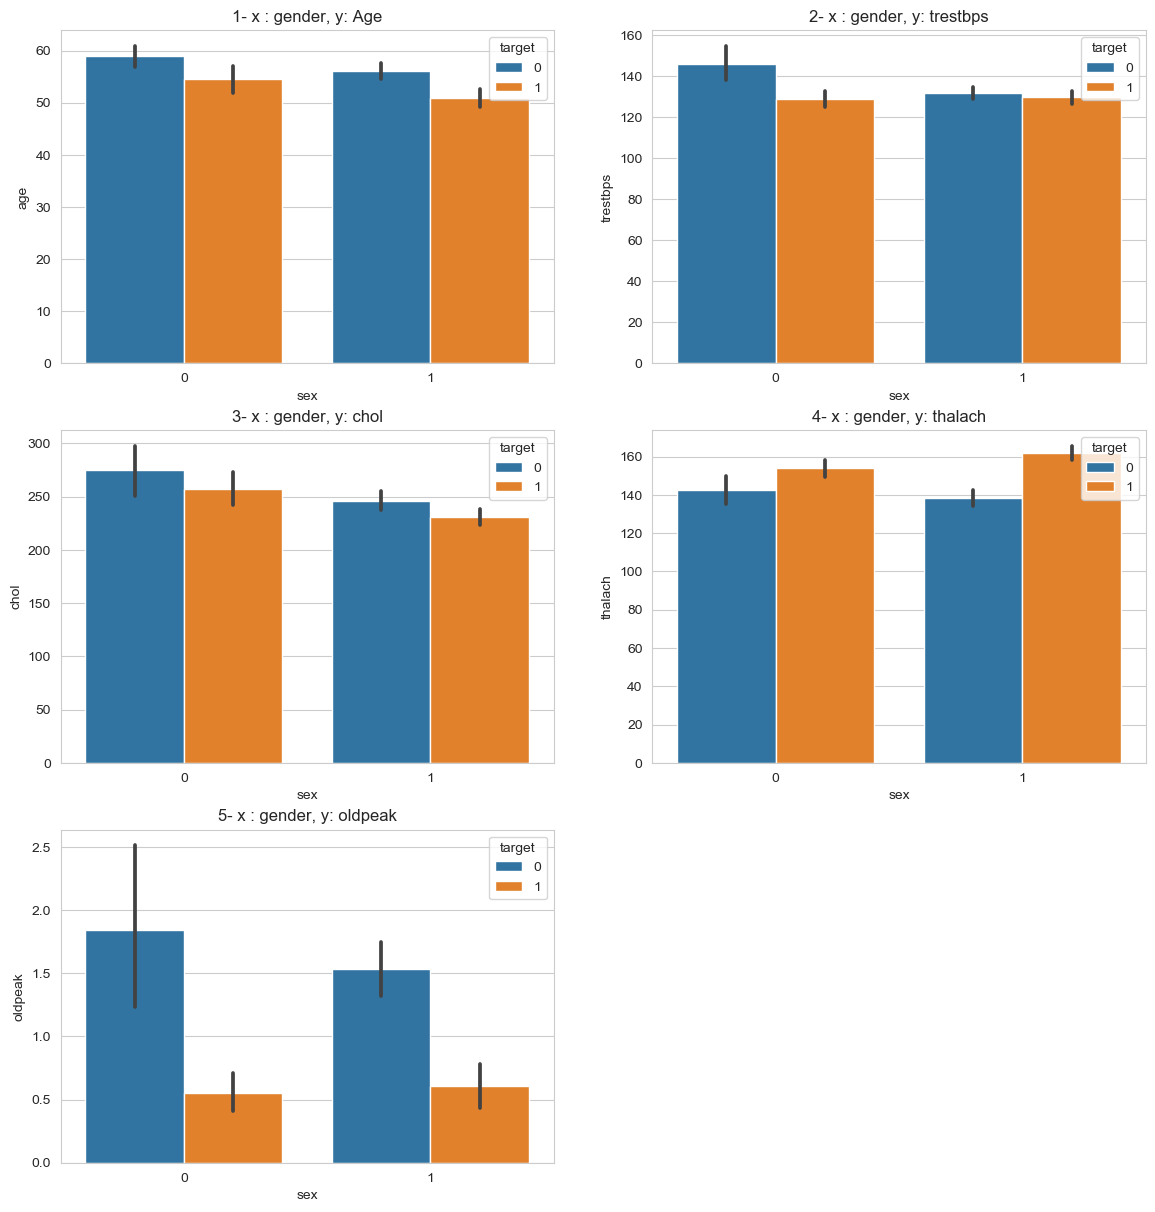 1- x : gender, y: Age
target
0
1
60
50
40
30
20
10
0
age
0 1
sex
2- x : gender, y: trestbps
target
0
1
160
140
120
100
80
60
40
20
0
trestbps
0 1
sex
3- x : gender, y: chol
target
0
1
300
250
200
150
100
50
0
chol
0 1
sex
4- x : gender, y: thalach
target
0
1
160
140
120
100
80
60
40
20
0
thalach
0 1
sex
5- x : gender, y: oldpeak
target
0
1
2.5
2.0
1.5
1.0
0.5
0.0
oldpeak
0 1
sex